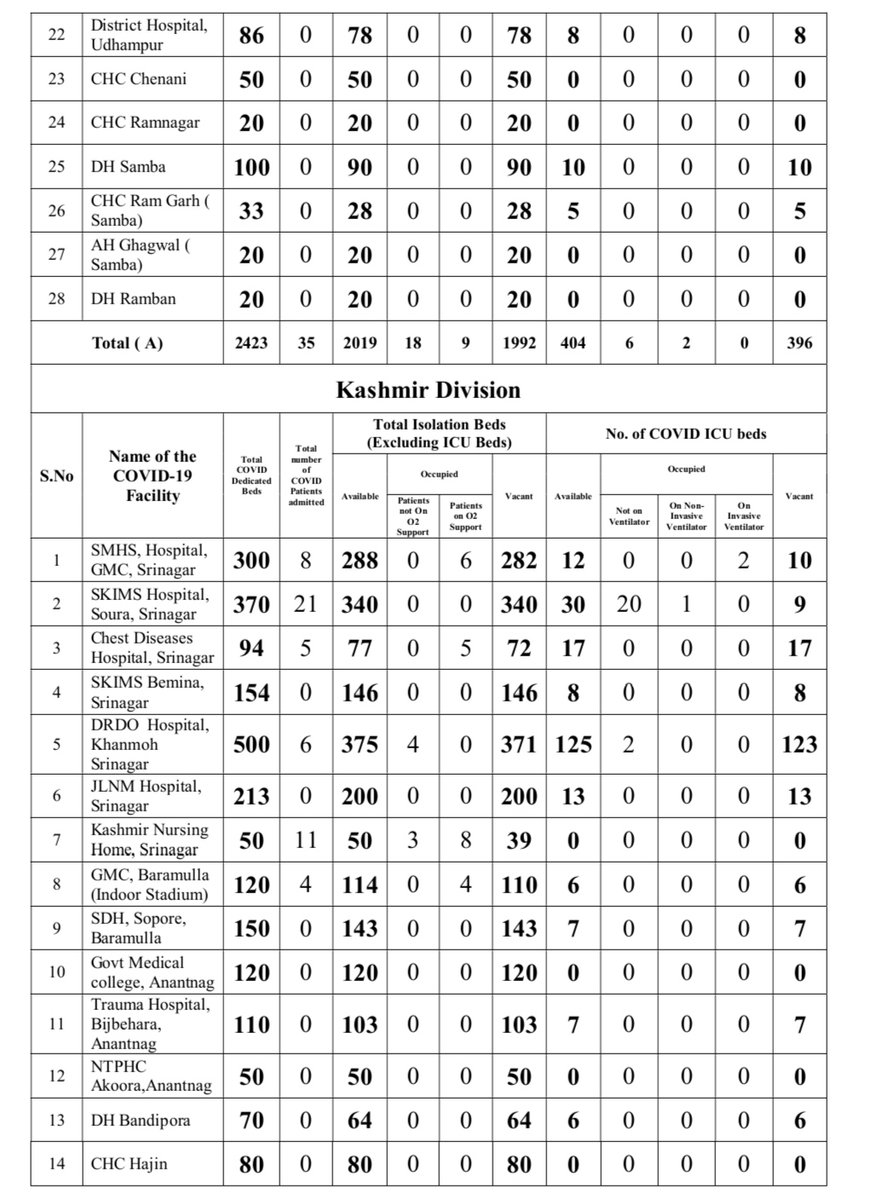 22 District Hospital, Udhampur 86 0 78 0 0 78 8 0 0 0 8
23 CHC Chenani 50 0 50 0 0 50 0 0 0 0 0
24 CHC Ramnagar 20 0 20 0 0 20 0 0 0 0 0
25 DH Samba 100 0 90 0 0 90 10 0 0 0 10
26 CHC Ram Garh ( Samba) 33 0 28 0 0 28 5 0 0 0 5
27 AH Ghagwal ( Samba) 20 0 20 0 0 20 0 0 0 0 0
28 DH Ramban 20 0 20 0 0 20 0 0 0 0 0
Total ( A) 2423 35 2019 18 9 1992 404 6 2 0 396
Kashmir Division
S.No
Name of the COVID-19 Facility
Total COVID Dedicated Beds
Total number of COVID Patients admitted
Total Isolation Beds (Excluding ICU Beds)
Available
Occupied
Patients not On O2 Support
Patients on O2 Support
Vacant
No. of COVID ICU beds
Available
Occupied
Not on Ventilator
On Non-Invasive Ventilator
On Invasive Ventilator
Vacant
1 SMHS, Hospital, GMC, Srinagar 300 8 288 0 6 282 12 0 0 2 10
2 SKIMS Hospital, Soura, Srinagar 370 21 340 0 0 340 30 20 1 0 9
3 Chest Diseases Hospital, Srinagar 94 5 77 0 5 72 17 0 0 0 17
4 SKIMS Bemina, Srinagar 154 0 146 0 0 146 8 0 0 0 8
5 DRDO Hospital, Khanmoh Srinagar 500 6 375 4 0 371 125 2 0 0 123
6 JLNM Hospital, Srinagar 213 0 200 0 0 200 13 0 0 0 13
7 Kashmir Nursing Home, Srinagar 50 11 50 3 8 39 0 0 0 0 0
8 GMC, Baramulla (Indoor Stadium) 120 4 114 0 4 110 6 0 0 0 6
9 SDH, Sopore, Baramulla 150 0 143 0 0 143 7 0 0 0 7
10 Govt Medical college, Anantnag 120 0 120 0 0 120 0 0 0 0 0
11 Trauma Hospital, Bijbehara, Anantnag 110 0 103 0 0 103 7 0 0 0 7
12 NTPHC Akoora,Anantnag 50 0 50 0 0 50 0 0 0 0 0
13 DH Bandipora 70 0 64 0 0 64 6 0 0 0 6
14 CHC Hajin 80 0 80 0 0 80 0 0 0 0 0